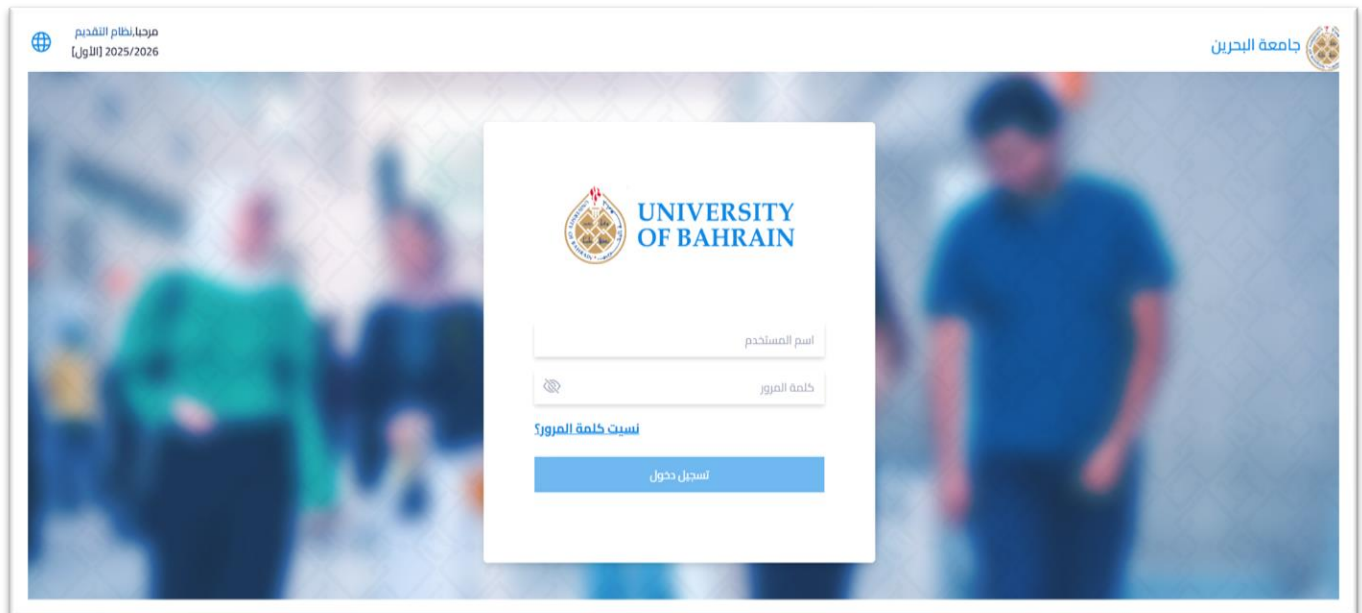 جامعة البحرين
مرحبا,نظام التقديم
2025/2026 [الأول]
UNIVERSITY
OF BAHRAIN
اسم المستخدم
كلمة المرور
نسيت كلمة المرور؟
تسجيل دخول